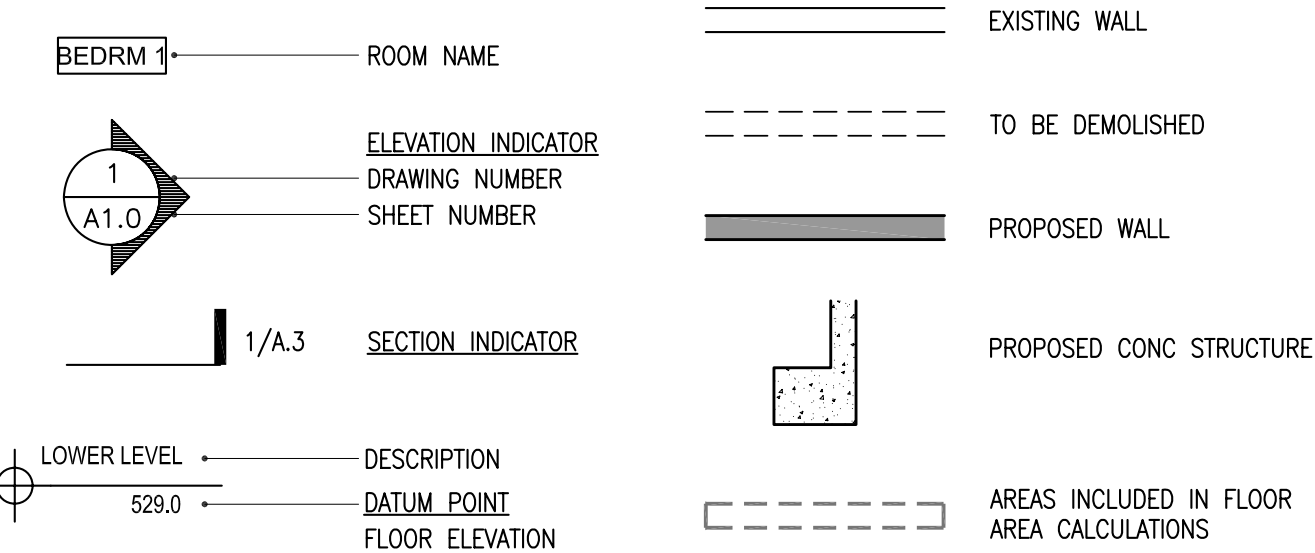 BEDRM 1
ROOM NAME
ELEVATION INDICATOR
1
DRAWING NUMBER
A1.0
SHEET NUMBER
1/A.3
SECTION INDICATOR
LOWER LEVEL
DESCRIPTION
529.0
DATUM POINT
FLOOR ELEVATION
EXISTING WALL
TO BE DEMOLISHED
PROPOSED WALL
PROPOSED CONC STRUCTURE
AREAS INCLUDED IN FLOOR
AREA CALCULATIONS